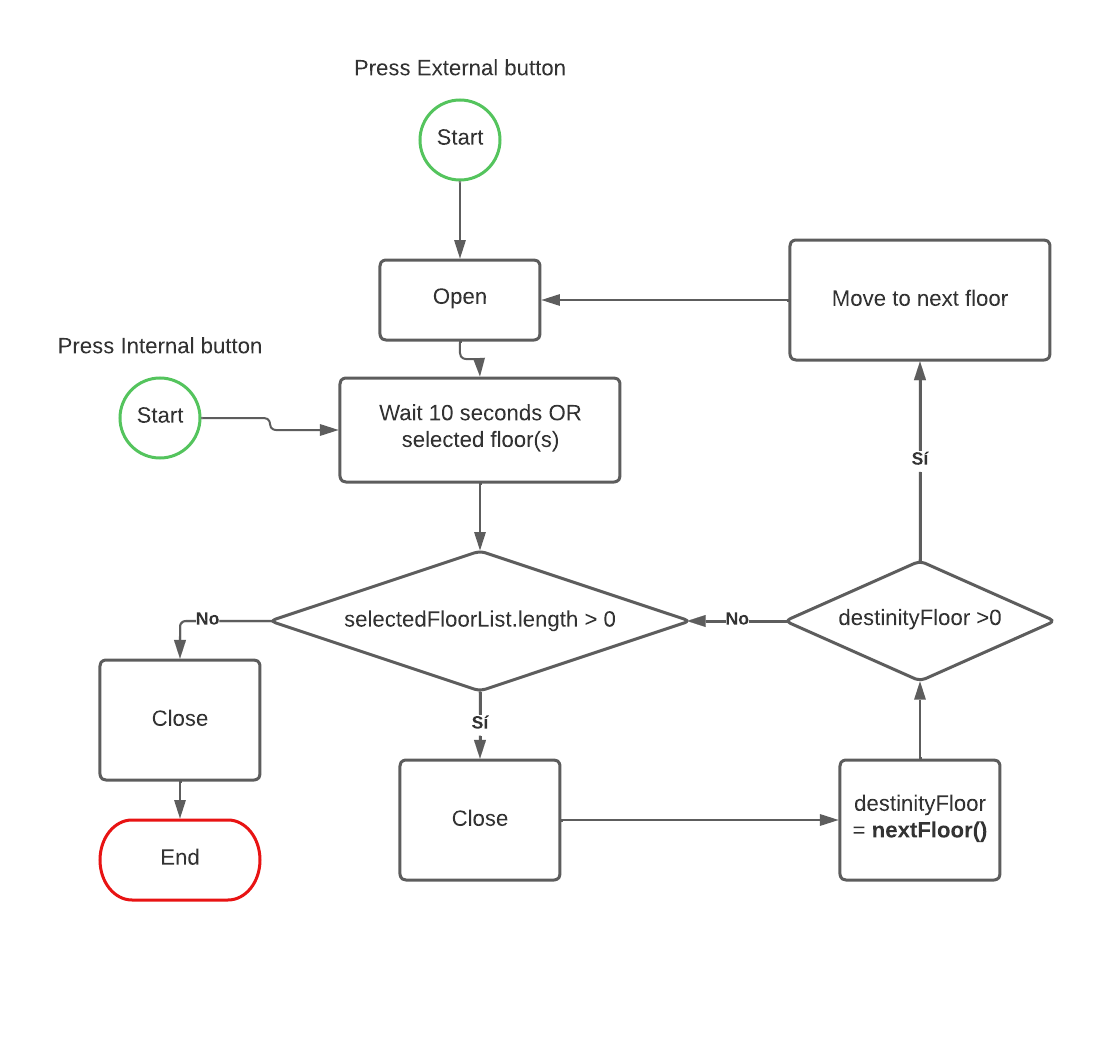 Press External button
Start
Open
Move to next floor
Press Internal button
Start
Wait 10 seconds OR
selected floor(s)
Sí
selectedFloorList.length > 0
destinityFloor >0
No
No
Close
Sí
Close
destinityFloor
= nextFloor()
End